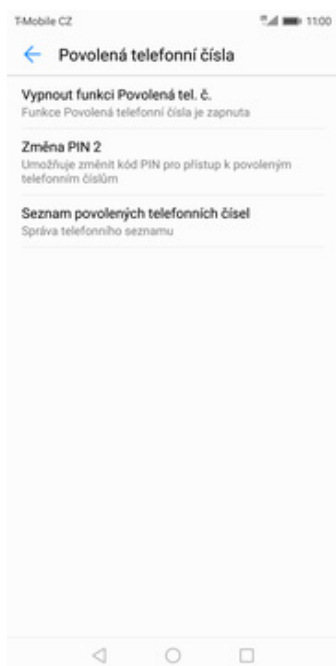 T-Mobile CZ
11:00
Povolená telefonní čísla
Vypnout funkci Povolená tel. č.
Funkce Povolená telefonní čísla je zapnuta
Změna PIN 2
Umožňuje změnit kód PIN pro přístup k povoleným
telefonním číslům
Seznam povolených telefonních čísel
Správa telefonního seznamu